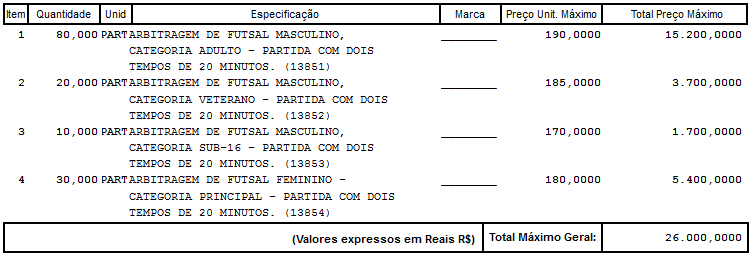 Item Quantidade Unid Especificação Marca Preço Unit. Máximo Total Preço Máximo
1 80,000 PART ARBITRAGEM DE FUTSAL MASCULINO, ________ 190,0000 15.200,0000
CATEGORIA ADULTO - PARTIDA COM DOIS
TEMPOS DE 20 MINUTOS. (13851)
2 20,000 PART ARBITRAGEM DE FUTSAL MASCULINO, ________ 185,0000 3.700,0000
CATEGORIA VETERANO - PARTIDA COM DOIS
TEMPOS DE 20 MINUTOS. (13852)
3 10,000 PART ARBITRAGEM DE FUTSAL MASCULINO, ________ 170,0000 1.700,0000
CATEGORIA SUB-16 - PARTIDA COM DOIS
TEMPOS DE 20 MINUTOS. (13853)
4 30,000 PART ARBITRAGEM DE FUTSAL FEMININO - ________ 180,0000 5.400,0000
CATEGORIA PRINCIPAL - PARTIDA COM DOIS
TEMPOS DE 20 MINUTOS. (13854)
(Valores expressos em Reais R$) Total Máximo Geral: 26.000,0000